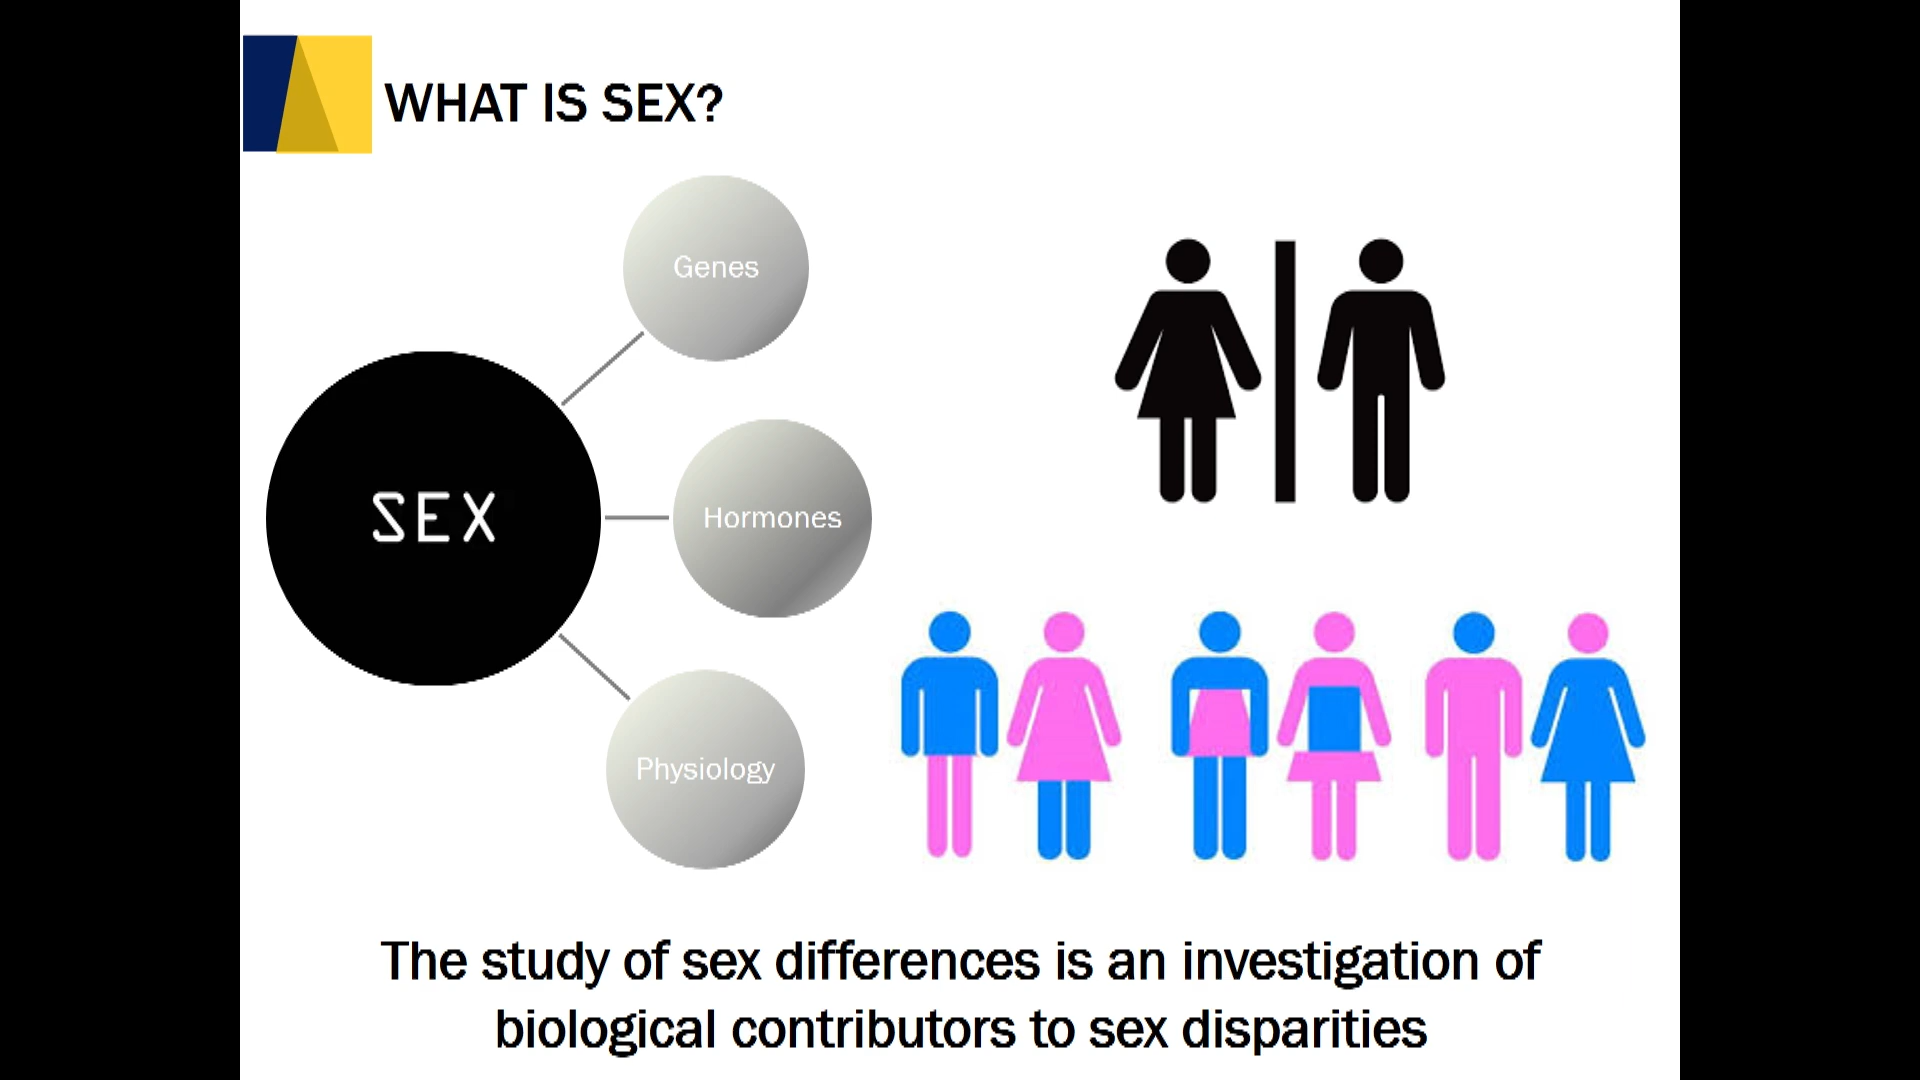 WHAT IS SEX?
Genes
SEX
Hormones
Physiology
The study of sex differences is an investigation of
biological contributors to sex disparities